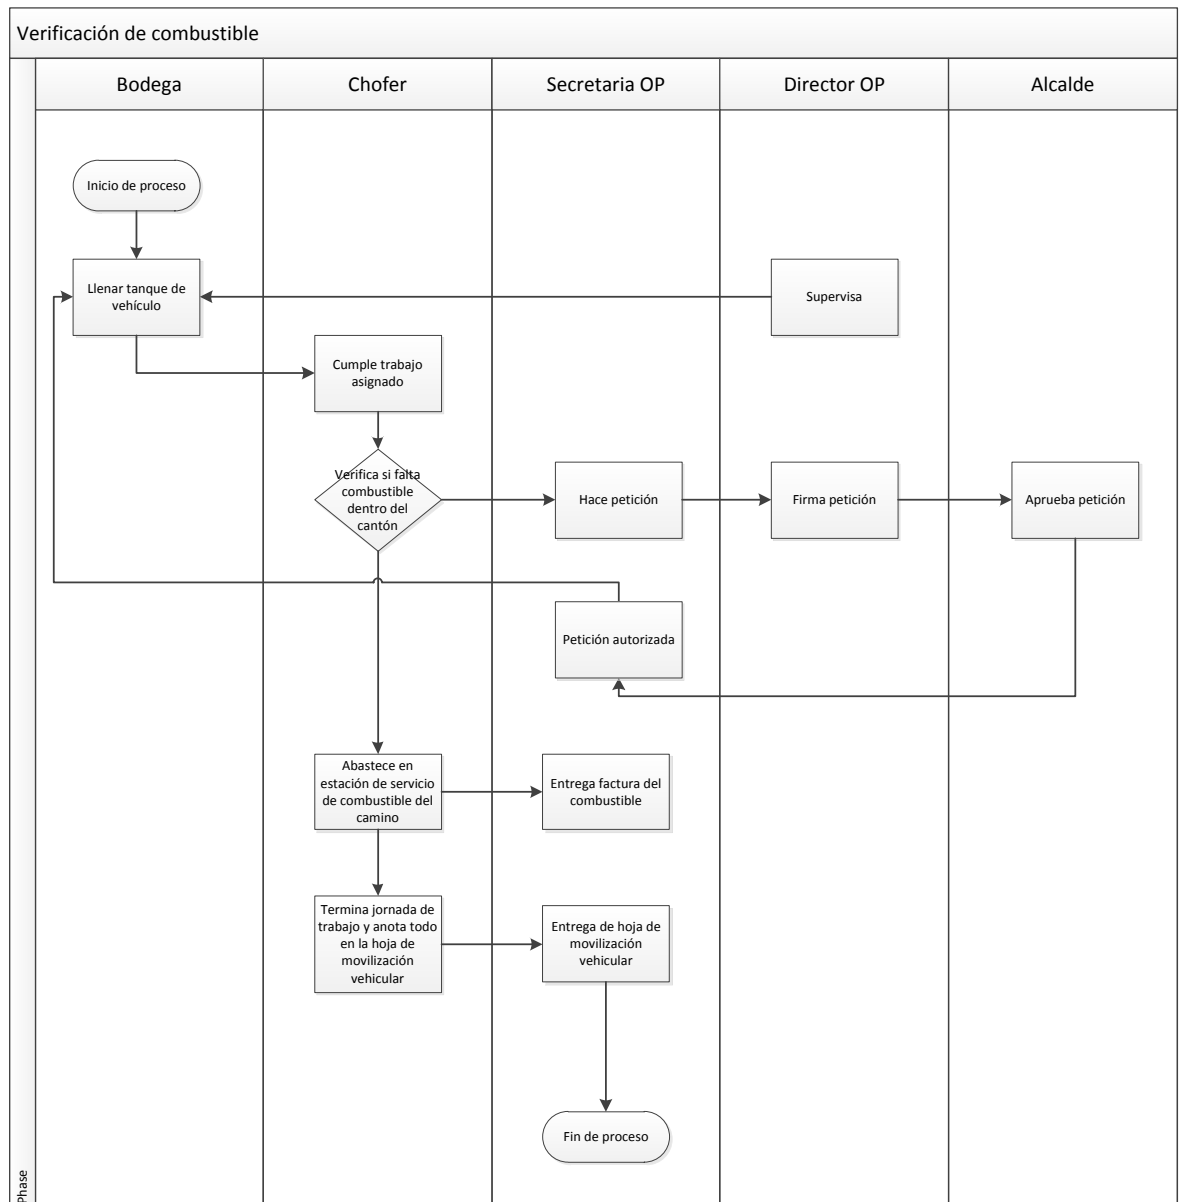 Verificación de combustible
Bodega
Chofer
Secretaria OP
Director OP
Alcalde
Inicio de proceso
Llenar tanque de
vehículo
Supervisa
Cumple trabajo
asignado
Verifica si falta
combustible
dentro del
cantón
Hace petición
Firma petición
Aprueba petición
Petición autorizada
Abastece en
estación de servicio
de combustible del
camino
Entrega factura del
combustible
Termina jornada de
trabajo y anota todo
en la hoja de
movilización
vehicular
Entrega de hoja de
movilización
vehicular
Fin de proceso
Phase